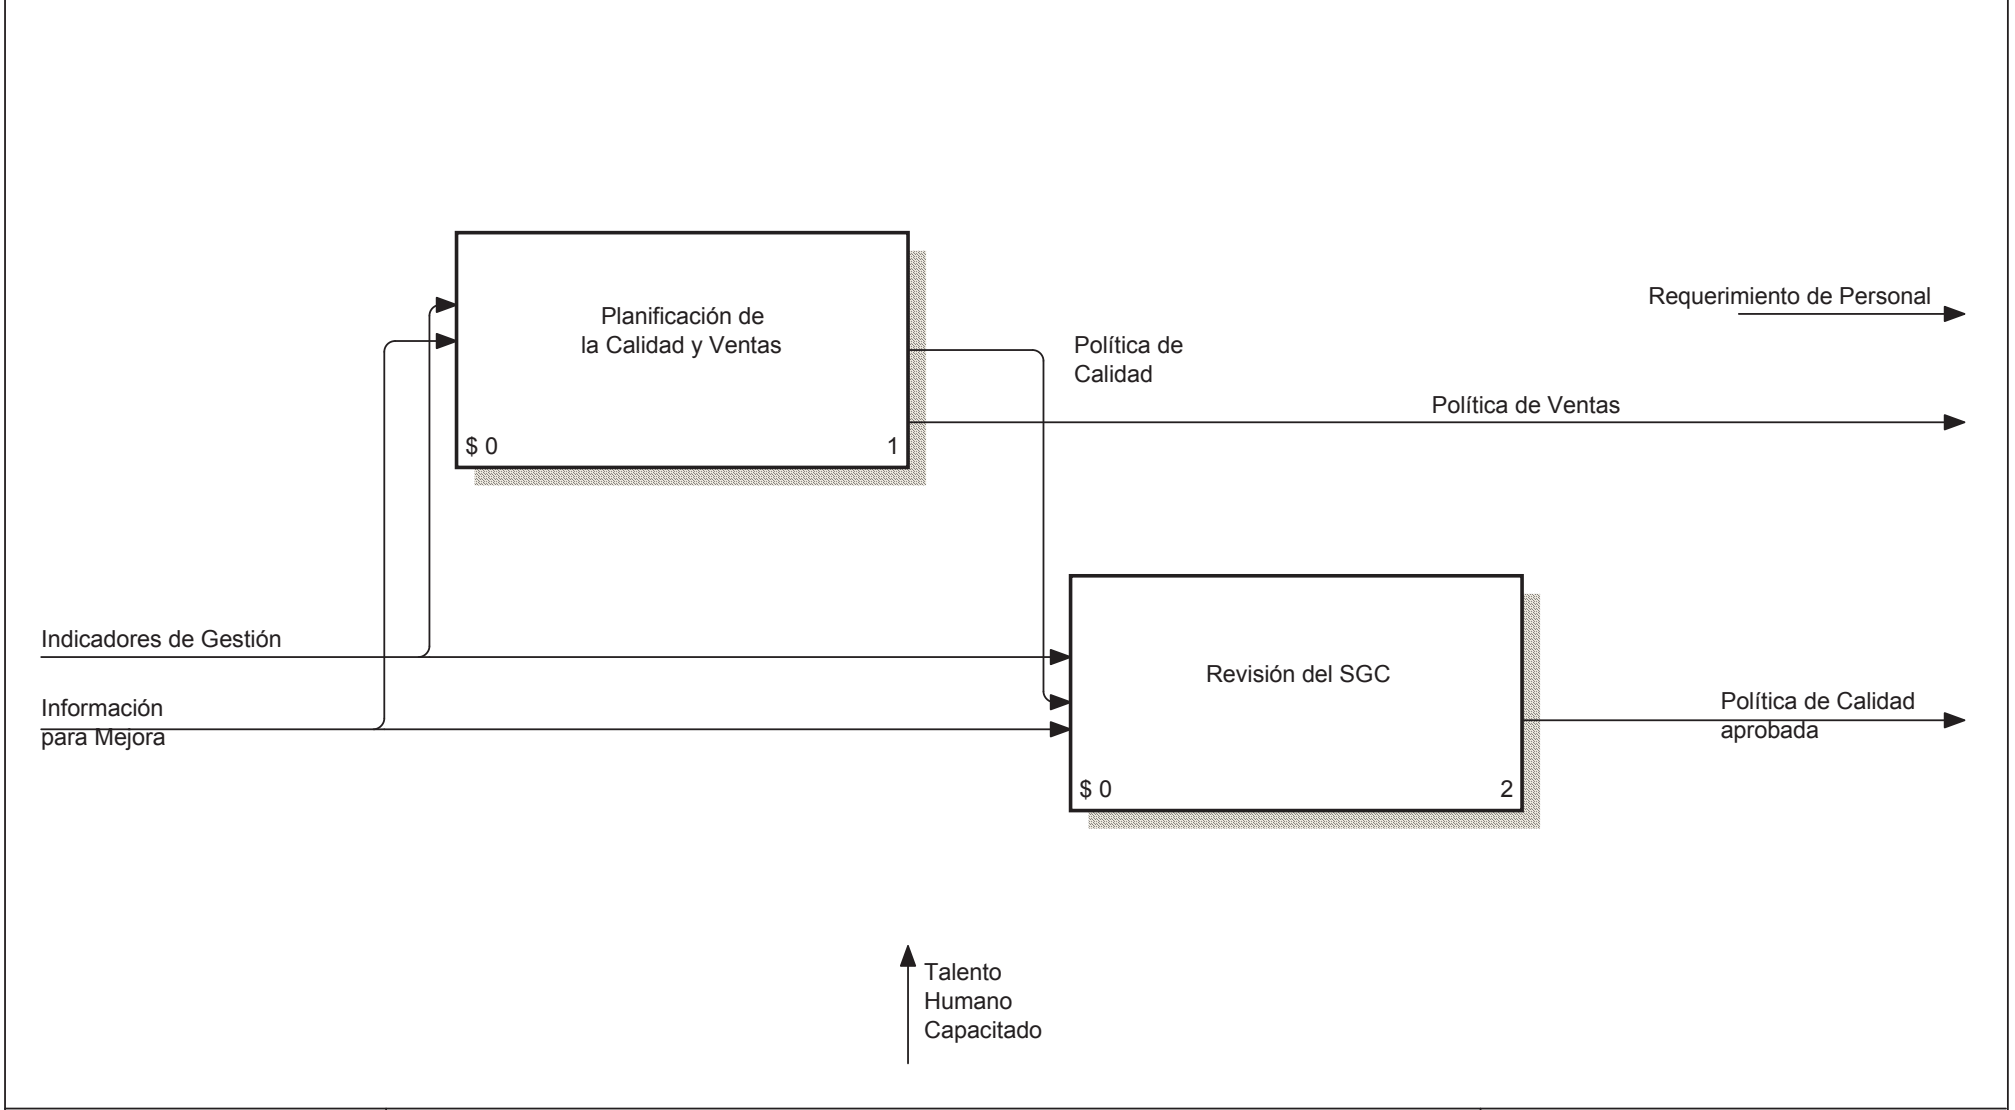 Planificación de
la Calidad y Ventas
$ 0
1
Requerimiento de Personal
Política de
Calidad
Política de Ventas
Indicadores de Gestión
Información
para Mejora
Revisión del SGC
$ 0
2
Política de Calidad
aprobada
Talento
Humano
Capacitado